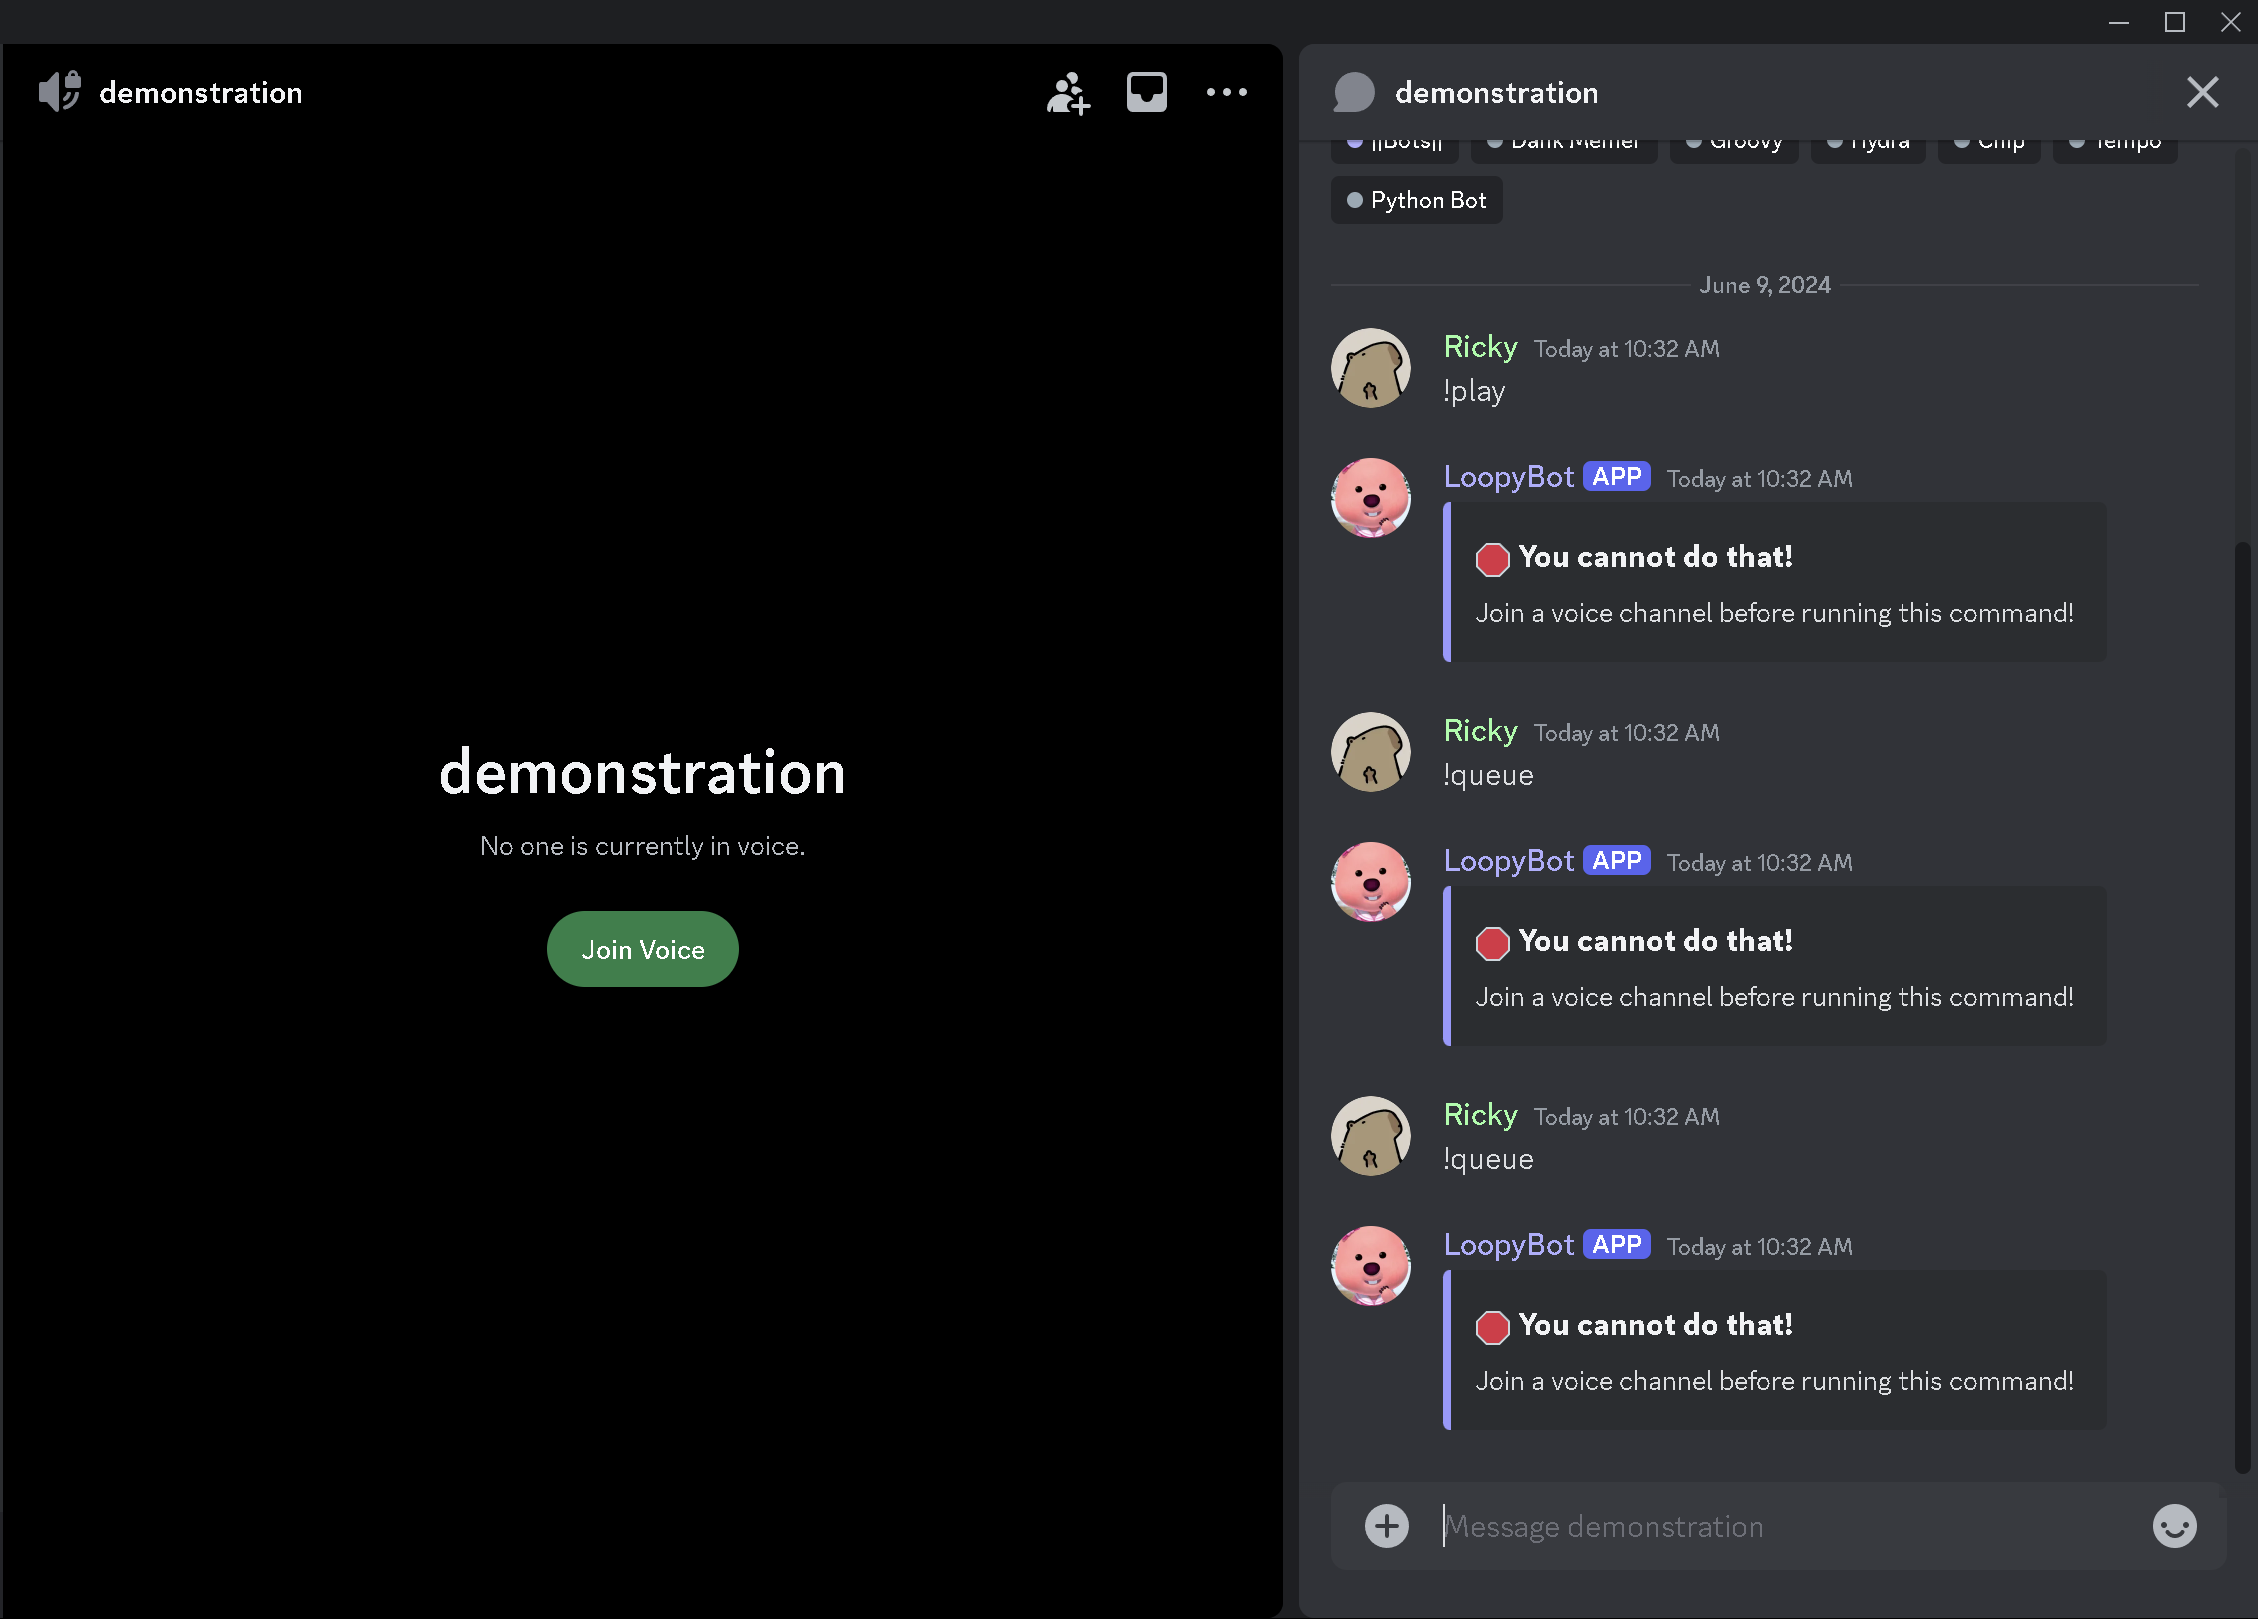 demonstration
demonstration
No one is currently in voice.
Join Voice
demonstration
||Bots|| Dank Memer Groovy Hydra Chip Tempo
Python Bot
June 9, 2024
Ricky Today at 10:32 AM
!play
LoopyBot APP Today at 10:32 AM
You cannot do that!
Join a voice channel before running this command!
Ricky Today at 10:32 AM
!queue
LoopyBot APP Today at 10:32 AM
You cannot do that!
Join a voice channel before running this command!
Ricky Today at 10:32 AM
!queue
LoopyBot APP Today at 10:32 AM
You cannot do that!
Join a voice channel before running this command!
Message demonstration